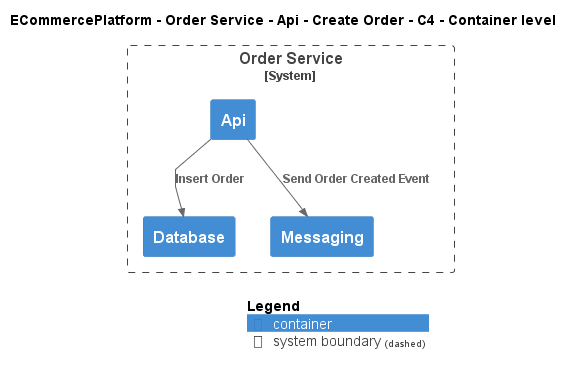 ECommercePlatform - Order Service - Api - Create Order - C4 - Container level
Order Service
[System]
Api
Insert Order
Send Order Created Event
Database
Messaging
Legend
container
system boundary (dashed)